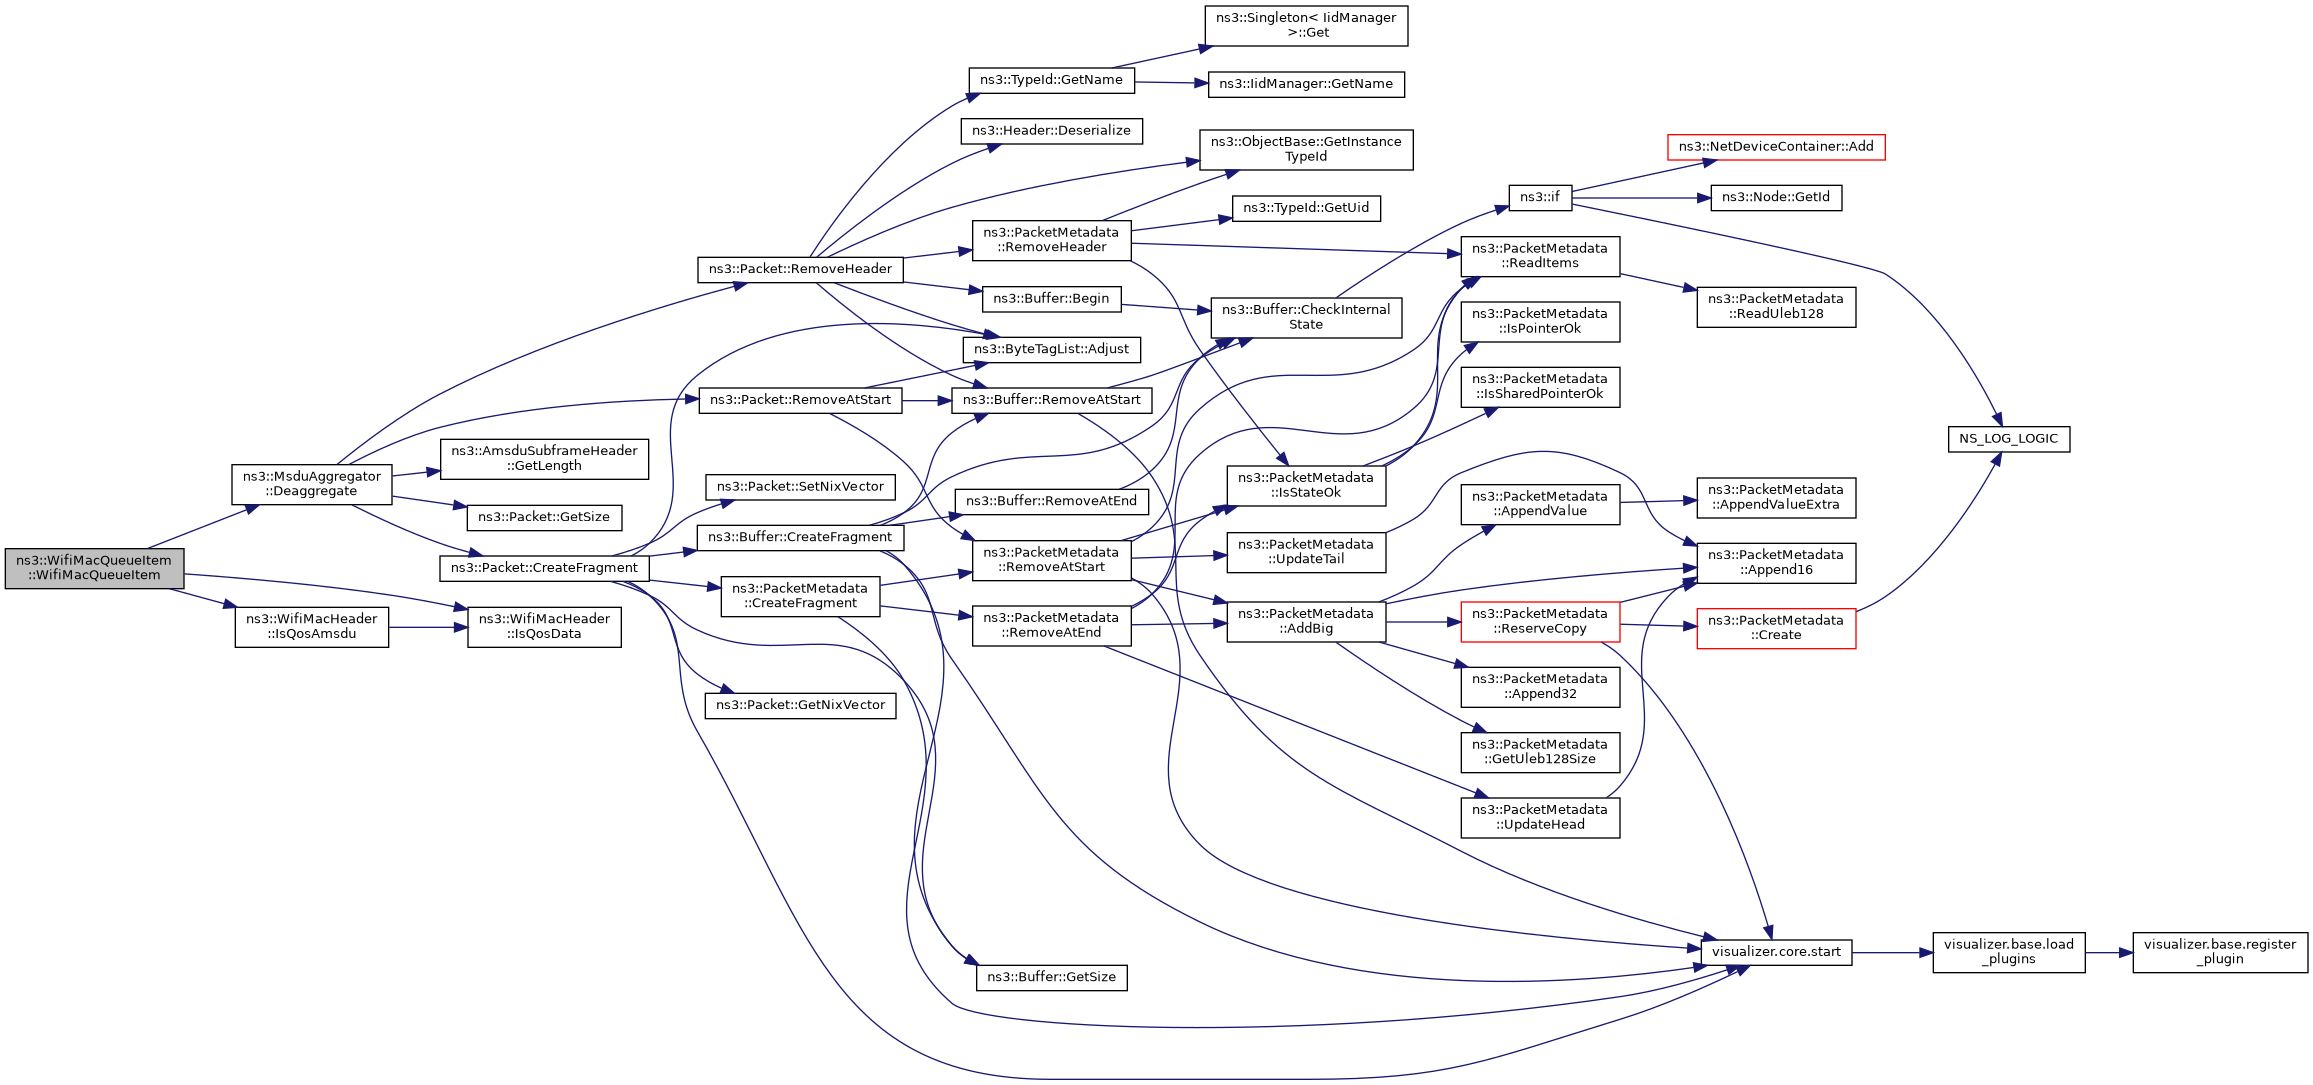 ns3::WifiMacQueueItem
::WifiMacQueueItem
ns3::MsduAggregator
::Deaggregate
ns3::WifiMacHeader
::IsQosAmsdu
ns3::AmsduSubframeHeader
::GetLength
ns3::Packet::GetSize
ns3::Packet::CreateFragment
ns3::WifiMacHeader
::IsQosData
ns3::Packet::RemoveHeader
ns3::Packet::RemoveAtStart
ns3::Packet::SetNixVector
ns3::Buffer::CreateFragment
ns3::PacketMetadata
::CreateFragment
ns3::Packet::GetNixVector
ns3::TypeId::GetName
ns3::Header::Deserialize
ns3::PacketMetadata
::RemoveHeader
ns3::Buffer::Begin
ns3::ByteTagList::Adjust
ns3::Buffer::RemoveAtStart
ns3::Buffer::RemoveAtEnd
ns3::PacketMetadata
::RemoveAtStart
ns3::PacketMetadata
::RemoveAtEnd
ns3::Buffer::GetSize
ns3::Singleton< IidManager
>::Get
ns3::IidManager::GetName
ns3::ObjectBase::GetInstance
TypeId
ns3::TypeId::GetUid
ns3::Buffer::CheckInternal
State
ns3::PacketMetadata
::IsStateOk
ns3::PacketMetadata
::UpdateTail
ns3::PacketMetadata
::AddBig
ns3::if
ns3::PacketMetadata
::ReadItems
ns3::PacketMetadata
::IsPointerOk
ns3::PacketMetadata
::IsSharedPointerOk
ns3::PacketMetadata
::AppendValue
ns3::PacketMetadata
::ReserveCopy
ns3::PacketMetadata
::Append32
ns3::PacketMetadata
::GetUleb128Size
ns3::PacketMetadata
::UpdateHead
ns3::NetDeviceContainer::Add
ns3::Node::GetId
ns3::PacketMetadata
::ReadUleb128
ns3::PacketMetadata
::AppendValueExtra
ns3::PacketMetadata
::Append16
ns3::PacketMetadata
::Create
visualizer.core.start
NS_LOG_LOGIC
visualizer.base.load
_plugins
visualizer.base.register
_plugin